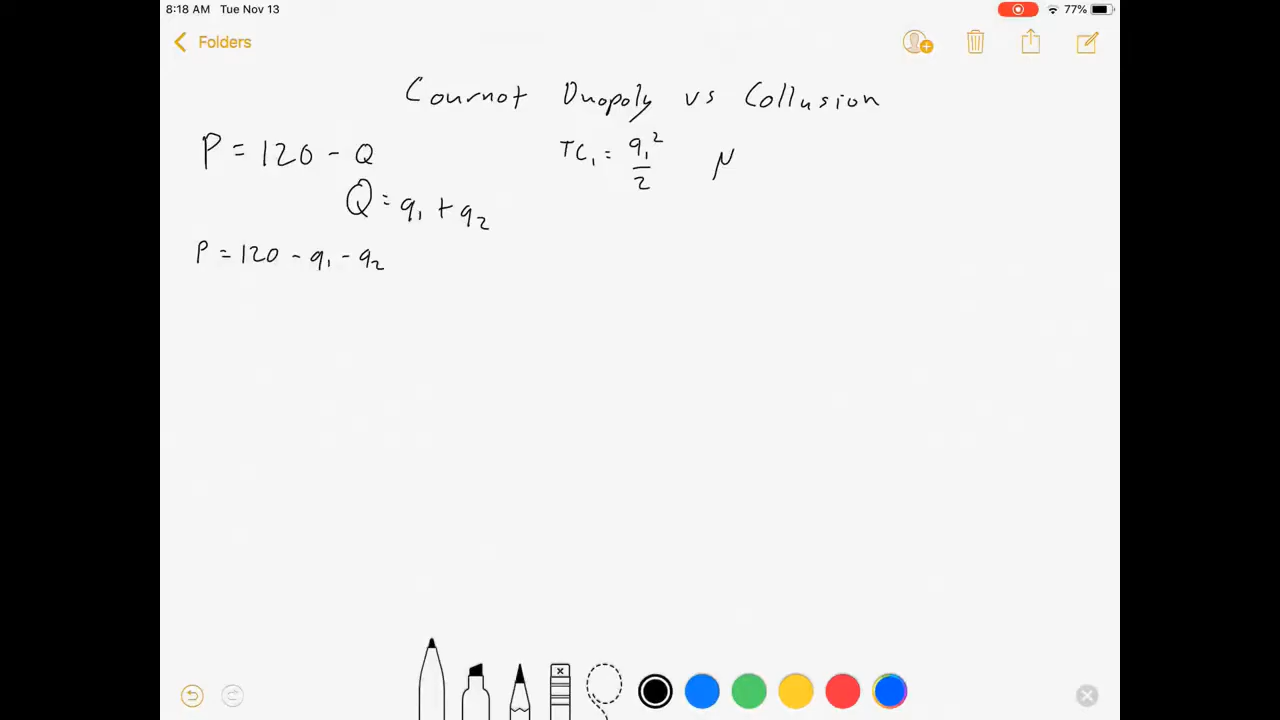 8:18 AM Tue Nov 13 77%
Folders
Cournot Duopoly vs Collusion
P = 120 - Q
TC₁ = q₁²/2 M
Q = q₁ + q₂
P = 120 - q₁ - q₂